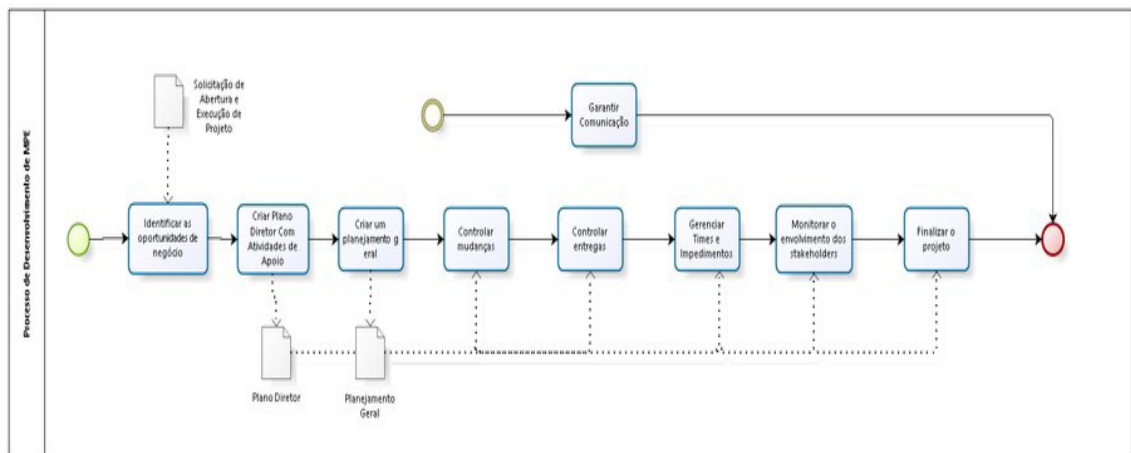 Processo de Desenvolvimento de MPE
Solicitação de
Abertura e
Execução de
Projeto
Garantir
Comunicação
Identificar as
oportunidades de
negócio
Criar Plano
Diretor Com
Atividades de
Apoio
Criar um
planejamento g
eral
Controlar
mudanças
Controlar
entregas
Gerenciar
Times e
Impedimentos
Monitorar o
envolvimento dos
stakeholders
Finalizar o
projeto
Plano Diretor
Planejamento
Geral